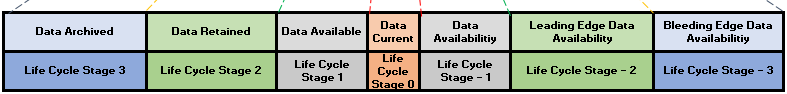 Data Archived
Data Retained
Data Available
Data
Current
Data
Availabilitiy
Leading Edge Data
Availability
Bleeding Edge Data
Availabilitiy
Life Cycle Stage 3
Life Cycle Stage 2
Life Cycle
Stage 1
Life
Cycle
Stage 0
Life Cycle
Stage - 1
Life Cycle Stage - 2
Life Cycle Stage - 3